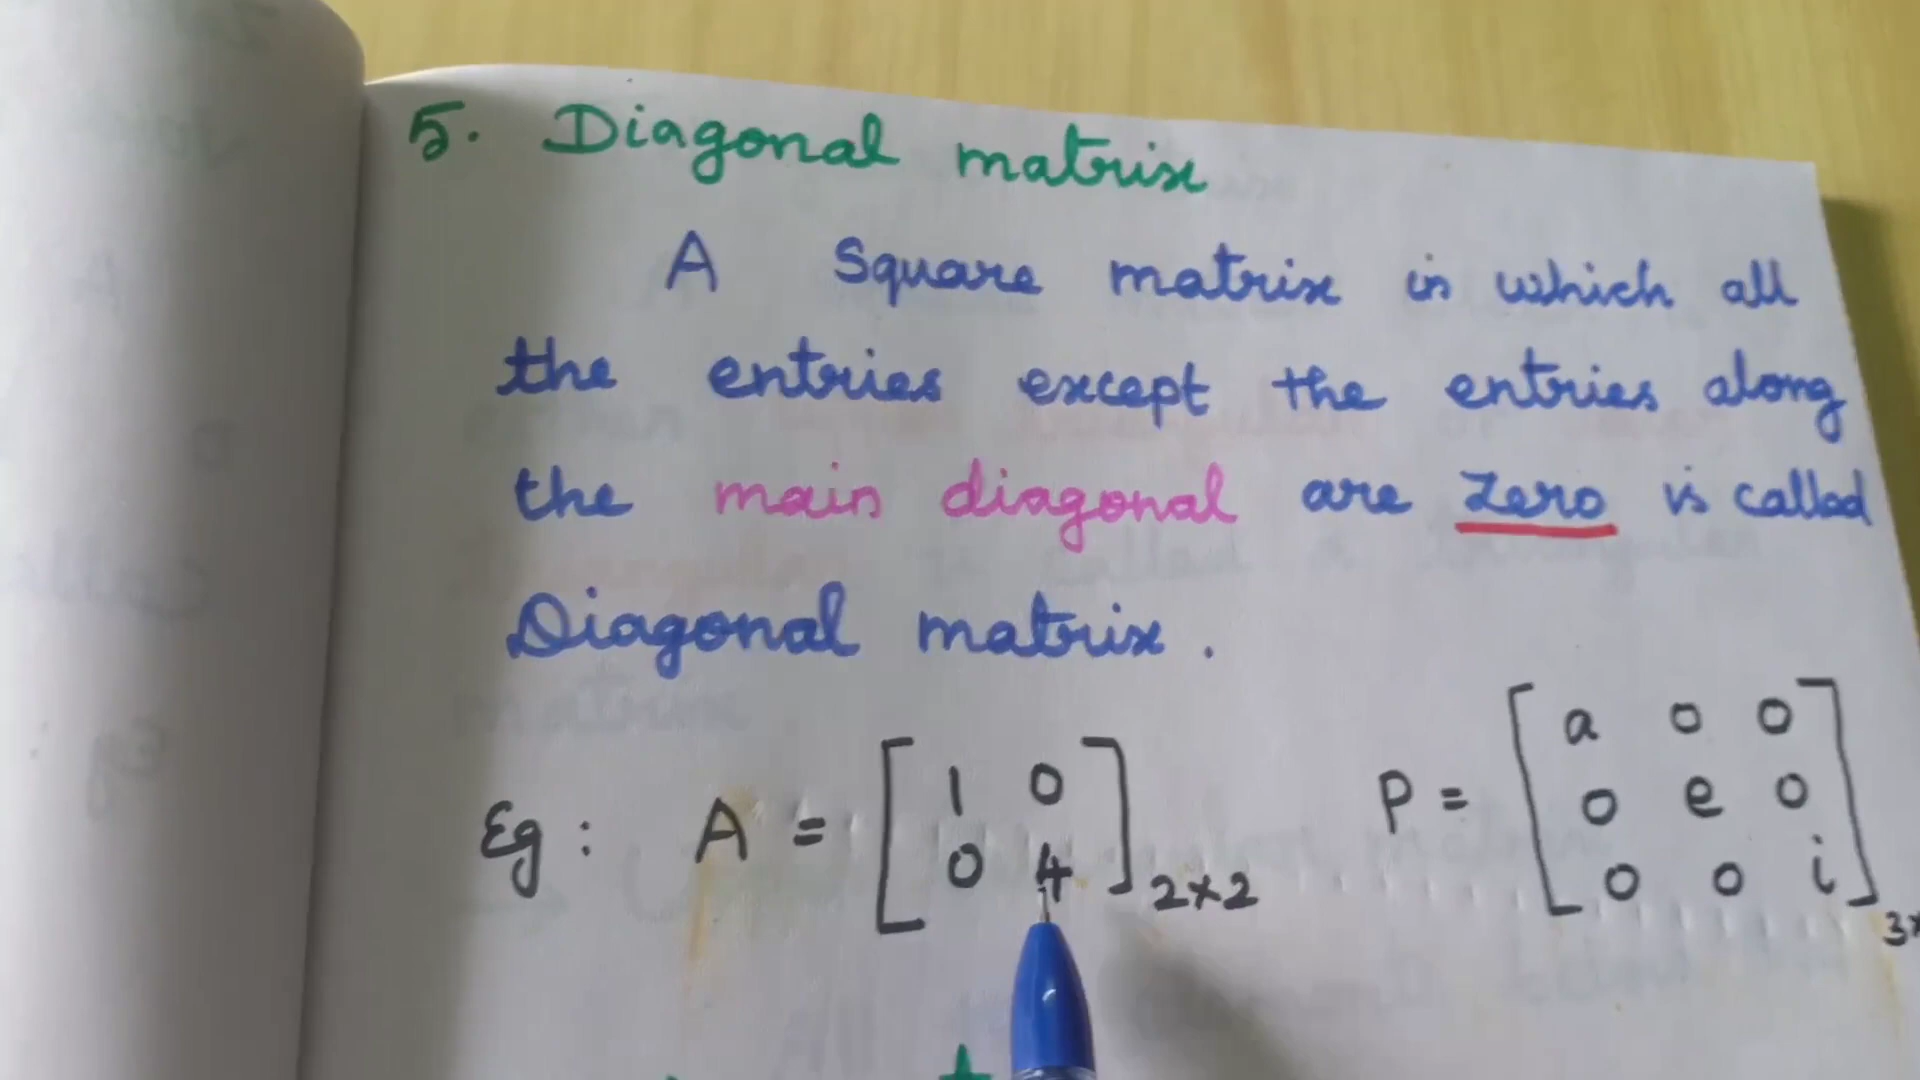 5. Diagonal matrix
A Square matrix in which all
the entries except the entries along
the main diagonal are zero is called
Diagonal matrix.
Eg : A = [ 1 0
0 4 ] 2×2
P = [ a 0 0
0 e 0
0 0 i ] 3×